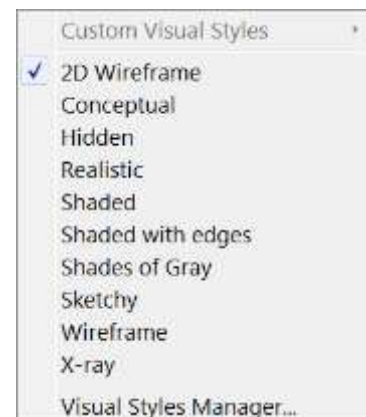 Custom Visual Styles
2D Wireframe
Conceptual
Hidden
Realistic
Shaded
Shaded with edges
Shades of Gray
Sketchy
Wireframe
X-ray
Visual Styles Manager...